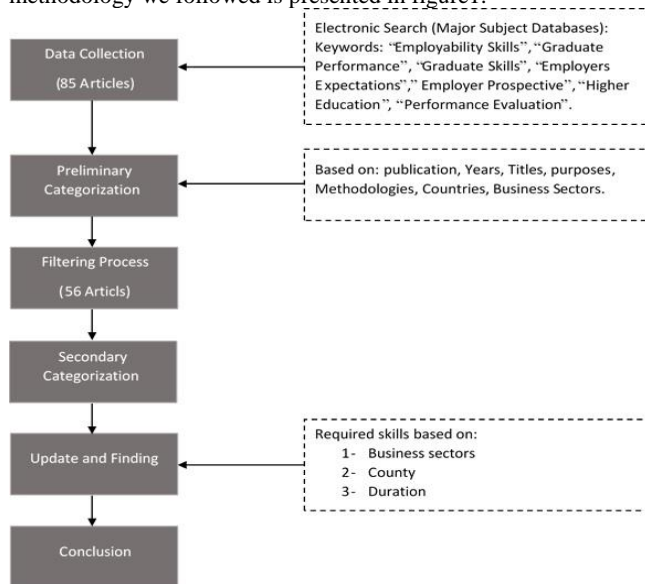 methodology we followed is presented in figure1.
Data Collection
(85 Articles)
Electronic Search (Major Subject Databases):
Keywords: “Employability Skills”, “Graduate
Performance”, “Graduate Skills”, “Employers
Expectations”,” Employer Prospective”, “Higher
Education”, “Performance Evaluation”.
Preliminary
Categorization
Based on: publication, Years, Titles, purposes,
Methodologies, Countries, Business Sectors.
Filtering Process
(56 Articls)
Secondary
Categorization
Update and Finding
Required skills based on:
1- Business sectors
2- County
3- Duration
Conclusion